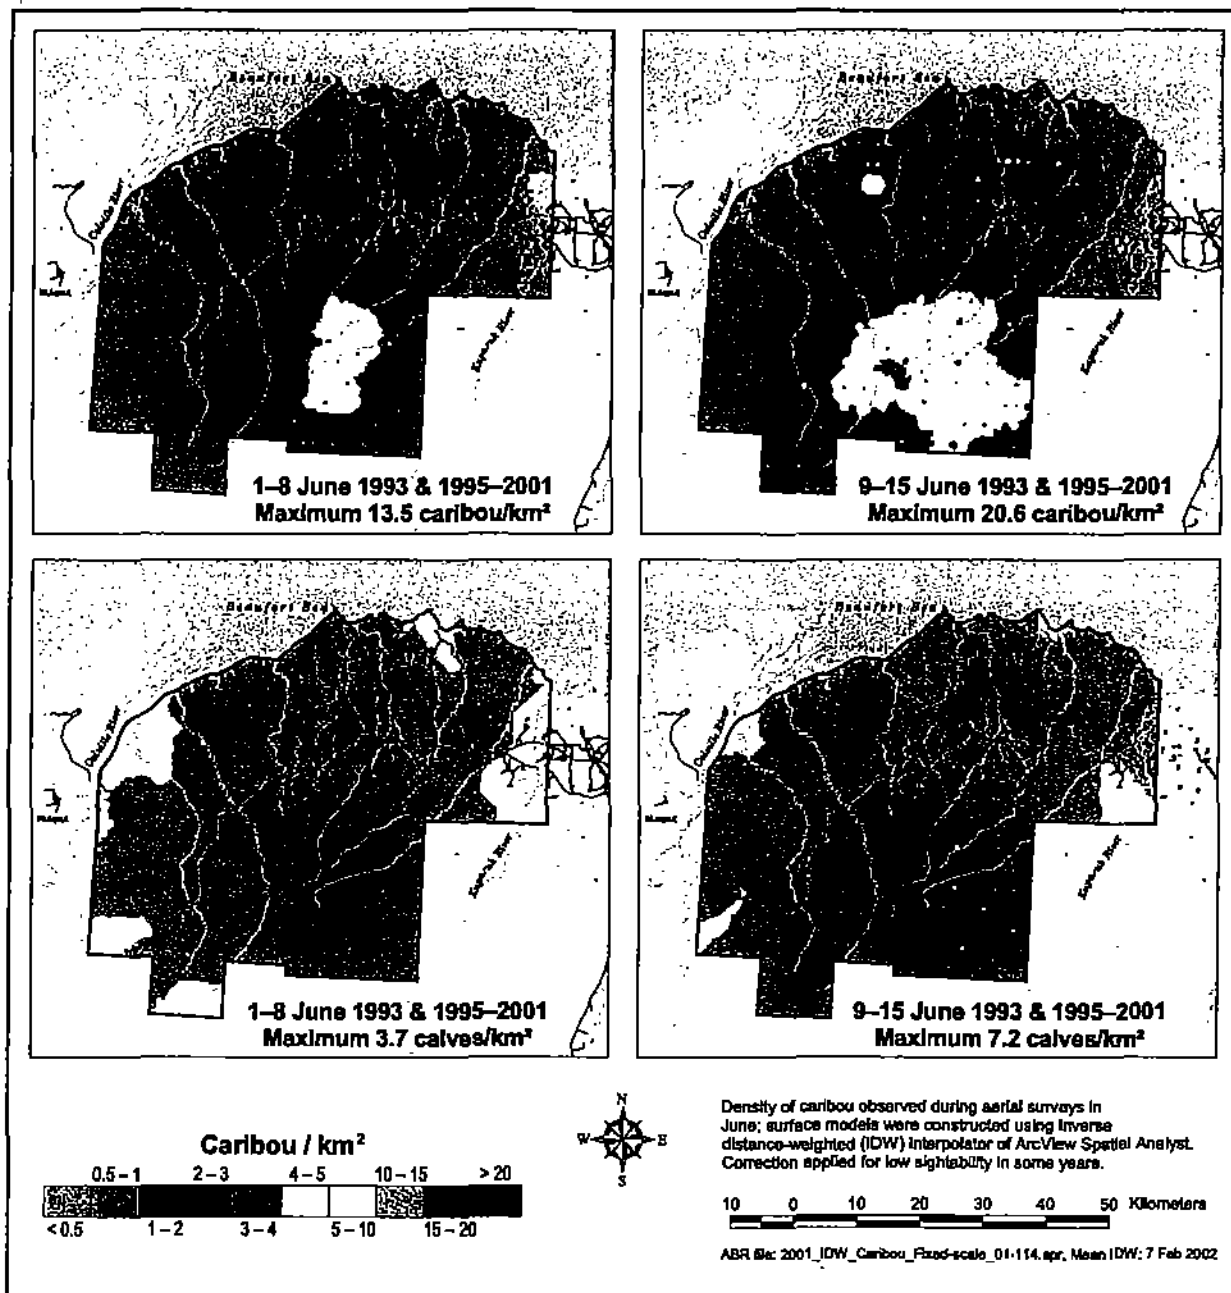 Beaufort Sea
Colville River
Nuiqsut
Kuparuk River
1–8 June 1993 & 1995–2001
Maximum 13.5 caribou/km²
Beaufort Sea
Colville River
Nuiqsut
Kuparuk River
9–15 June 1993 & 1995–2001
Maximum 20.6 caribou/km²
Beaufort Sea
Colville River
Nuiqsut
Kuparuk River
1–8 June 1993 & 1995–2001
Maximum 3.7 calves/km²
Beaufort Sea
Colville River
Nuiqsut
Kuparuk River
9–15 June 1993 & 1995–2001
Maximum 7.2 calves/km²
Caribou / km²
0.5–1 2–3 4–5 10–15 >20
<0.5 1–2 3–4 5–10 15–20
N
W E
S
Density of caribou observed during aerial surveys in
June; surface models were constructed using inverse
distance-weighted (IDW) interpolator of ArcView Spatial Analyst.
Correction applied for low sightability in some years.
10 0 10 20 30 40 50 Kilometers
ABR file: 2001_IDW_Caribou_Fixed-scale_01-114.apr, Mean IDW; 7 Feb 2002